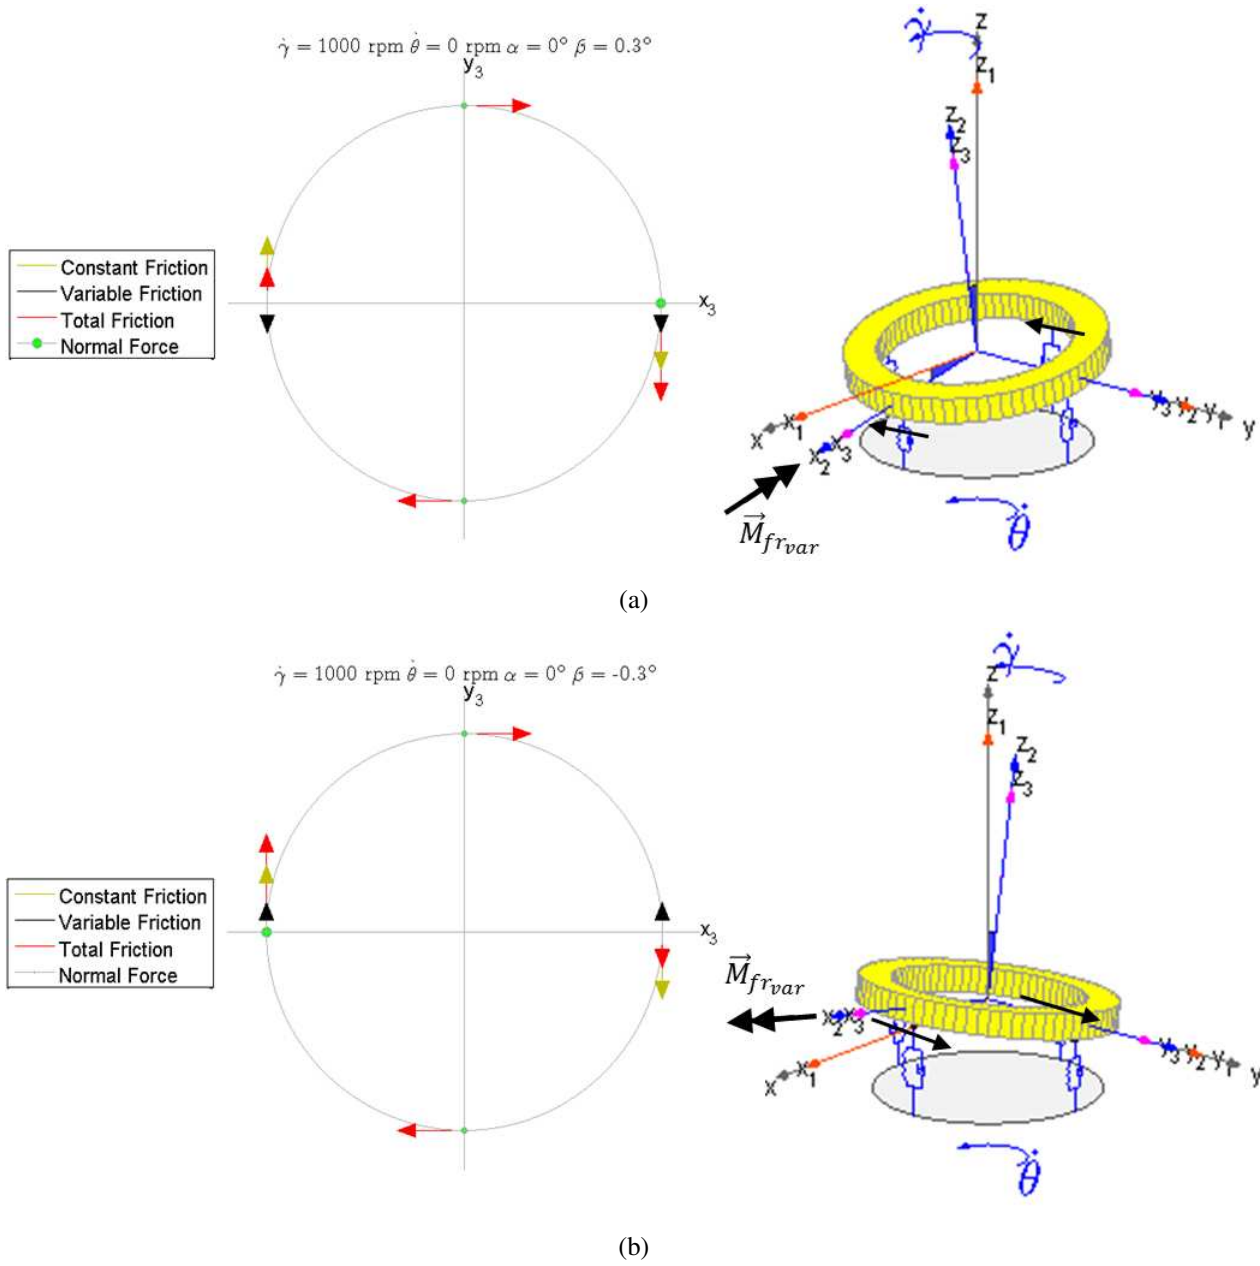 γ̇ = 1000 rpm θ̇ = 0 rpm α = 0° β = 0.3°
y₃
x₃
Constant Friction
Variable Friction
Total Friction
Normal Force
γ̇
z
z₁
z₂
z₃
x
x₁
x₂
x₃
y₃
y₂
y₁
y
M⃗fr_var
θ̇
(a)
γ̇ = 1000 rpm θ̇ = 0 rpm α = 0° β = -0.3°
y₃
x₃
Constant Friction
Variable Friction
Total Friction
Normal Force
γ̇
z
z₁
z₂
z₃
M⃗fr_var
x₂
x₃
x
x₁
y₃
y₂
y₁
y
θ̇
(b)